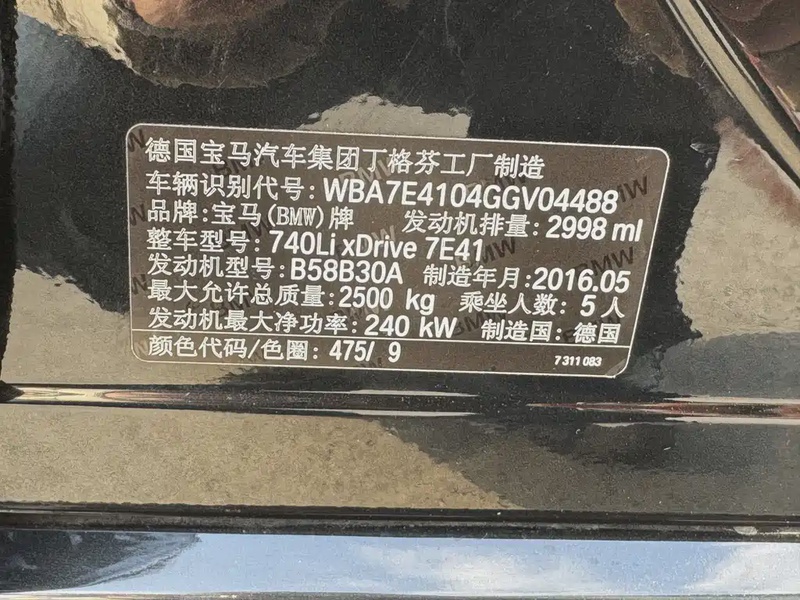 德国宝马汽车集团丁格芬工厂制造
车辆识别代号: WBA7E4104GGV04488
品牌: 宝马(BMW)牌 发动机排量: 2998 ml
整车型号: 740Li xDrive 7E41
发动机型号: B58B30A 制造年月: 2016.05
最大允许总质量: 2500 kg 乘坐人数: 5 人
发动机最大净功率: 240 kW 制造国: 德国
颜色代码/色圈: 475/ 9 7 311 083